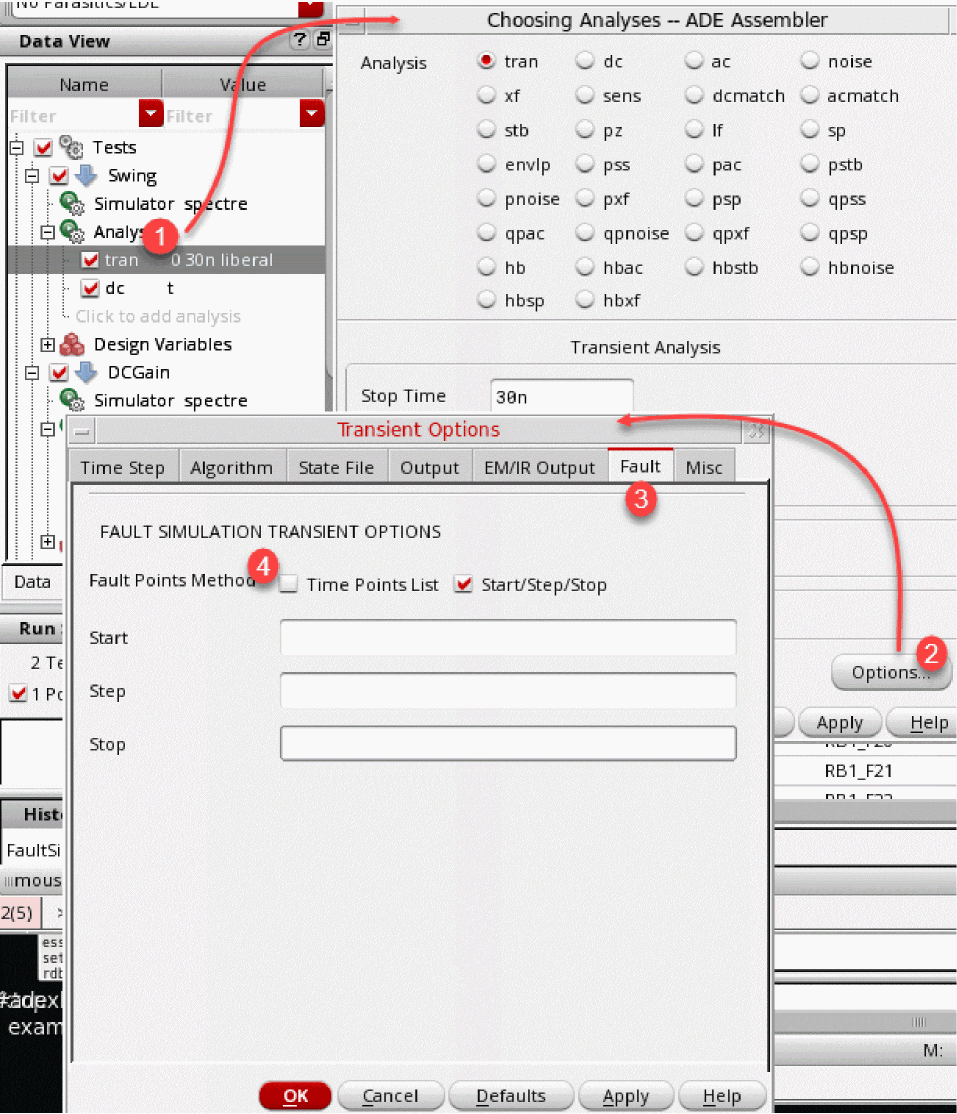 No Parasitics/LDE
Data View
Name Value
Filter Filter
Tests
Swing
Simulator spectre
Analys
1
tran 0 30n liberal
dc t
Click to add analysis
Design Variables
DCGain
Simulator spectre
Data
Run
2 Te
1 Po
Histo
FaultSi
mous
2(5) >
ess
set
rdb
exam
Choosing Analyses -- ADE Assembler
Analysis tran dc ac noise
xf sens dcmatch acmatch
stb pz lf sp
envlp pss pac pstb
pnoise pxf psp qpss
qpac qpnoise qpxf qpsp
hb hbac hbstb hbnoise
hbsp hbxf
Transient Analysis
Stop Time 30n
2
Options...
Apply Help
RB1_F21
M:
Transient Options
Time Step Algorithm State File Output EM/IR Output Fault Misc
3
FAULT SIMULATION TRANSIENT OPTIONS
4
Fault Points Method Time Points List Start/Step/Stop
Start
Step
Stop
OK Cancel Defaults Apply Help